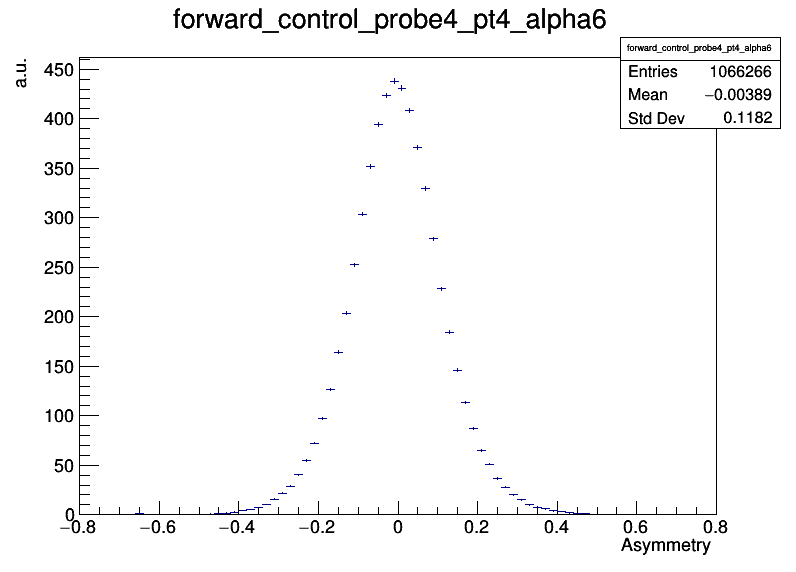 forward_control_probe4_pt4_alpha6
forward_control_probe4_pt4_alpha6
Entries 1066266
Mean −0.00389
Std Dev 0.1182
a.u.
450
400
350
300
250
200
150
100
50
0
−0.8 −0.6 −0.4 −0.2 0 0.2 0.4 0.6 0.8
Asymmetry